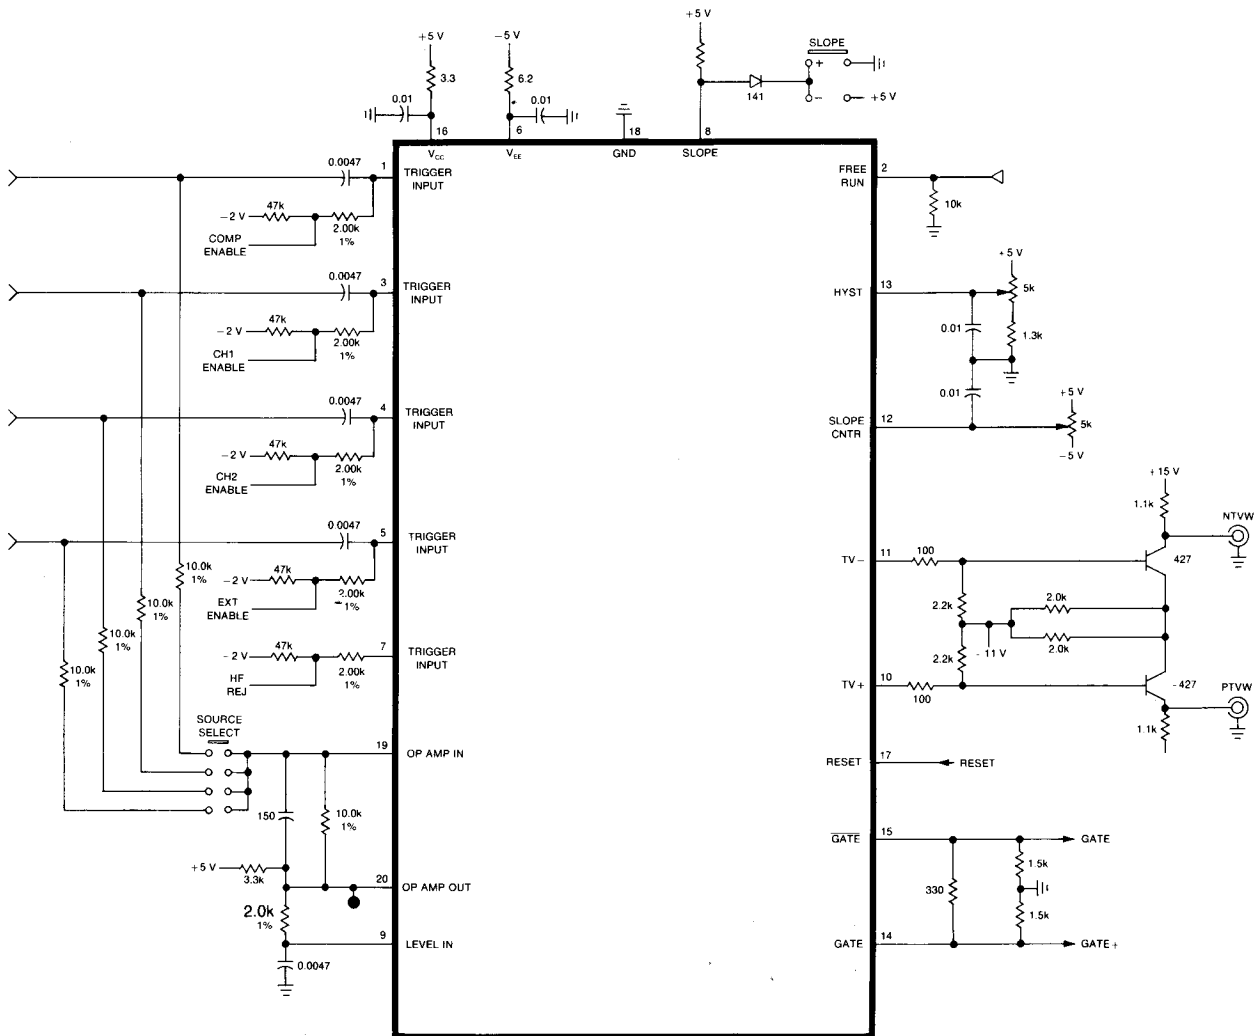 +5 V
-5 V
+5 V
SLOPE
3.3
6.2
+
141
-
+5 V
0.01
0.01
16
6
18
8
VCC
VEE
GND
SLOPE
0.0047
1
TRIGGER
INPUT
FREE
RUN
2
47k
-2 V
2.00k
1%
COMP
ENABLE
10k
0.0047
3
TRIGGER
INPUT
HYST
13
+5 V
5k
47k
-2 V
2.00k
1%
CH1
ENABLE
0.01
1.3k
0.0047
4
TRIGGER
INPUT
0.01
SLOPE
CNTR
12
+5 V
5k
-5 V
47k
-2 V
2.00k
1%
CH2
ENABLE
+15 V
1.1k
NTVW
0.0047
5
TRIGGER
INPUT
TV-
11
100
427
47k
-2 V
2.00k
1%
EXT
ENABLE
10.0k
1%
10.0k
1%
10.0k
1%
10.0k
1%
2.2k
2.0k
- 11 V
2.2k
2.0k
47k
-2 V
2.00k
1%
HF
REJ
7
TRIGGER
INPUT
TV+
10
100
-427
PTVW
1.1k
SOURCE
SELECT
19
OP AMP IN
RESET
17
RESET
150
10.0k
1%
GATE
15
GATE
1.5k
330
1.5k
+5 V
3.3k
20
OP AMP OUT
2.0k
1%
9
LEVEL IN
GATE
14
GATE +
0.0047